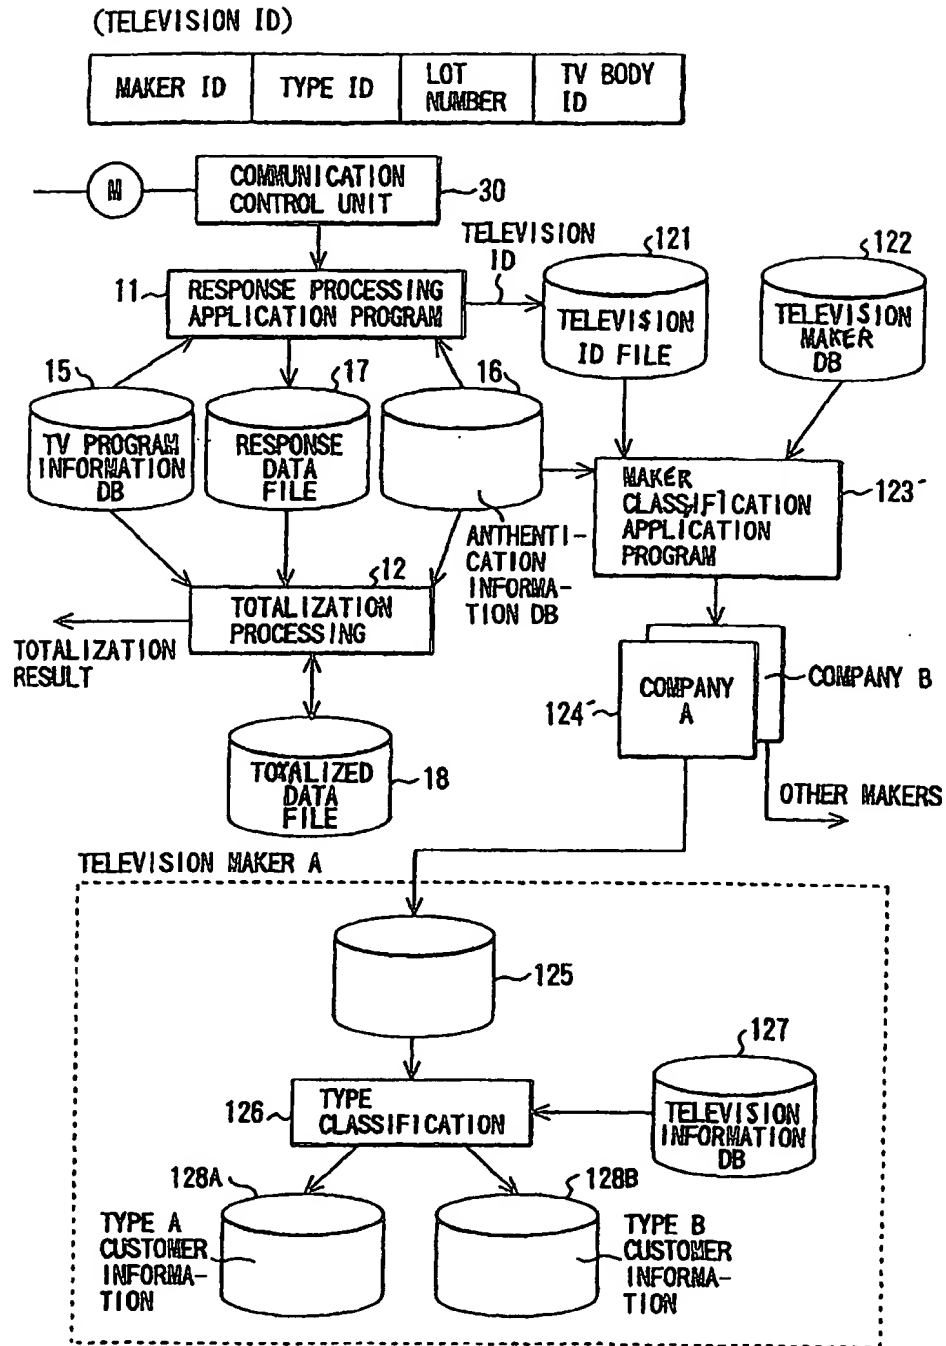 (TELEVISION ID)
MAKER ID
TYPE ID
LOT
NUMBER
TV BODY
ID
M
COMMUNICATION
CONTROL UNIT
30
TELEVISION
ID
121
122
11
RESPONSE PROCESSING
APPLICATION PROGRAM
TELEVISION
ID FILE
TELEVISION
MAKER
DB
15
17
16
TV PROGRAM
INFORMATION
DB
RESPONSE
DATA
FILE
MAKER
CLASSIFICATION
APPLICATION
PROGRAM
123'
ANTHENTI-
CATION
INFORMA-
TION DB
12
TOTALIZATION
PROCESSING
TOTALIZATION
RESULT
COMPANY
A
COMPANY B
124'
TOTALIZED
DATA
FILE
18
OTHER MAKERS
TELEVISION MAKER A
125
127
126
TYPE
CLASSIFICATION
TELEVISION
INFORMATION
DB
128A
128B
TYPE A
CUSTOMER
INFORMA-
TION
TYPE B
CUSTOMER
INFORMA-
TION